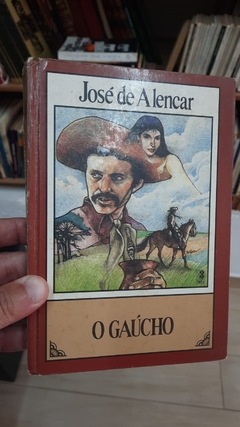 José de Alencar
O GAÚCHO